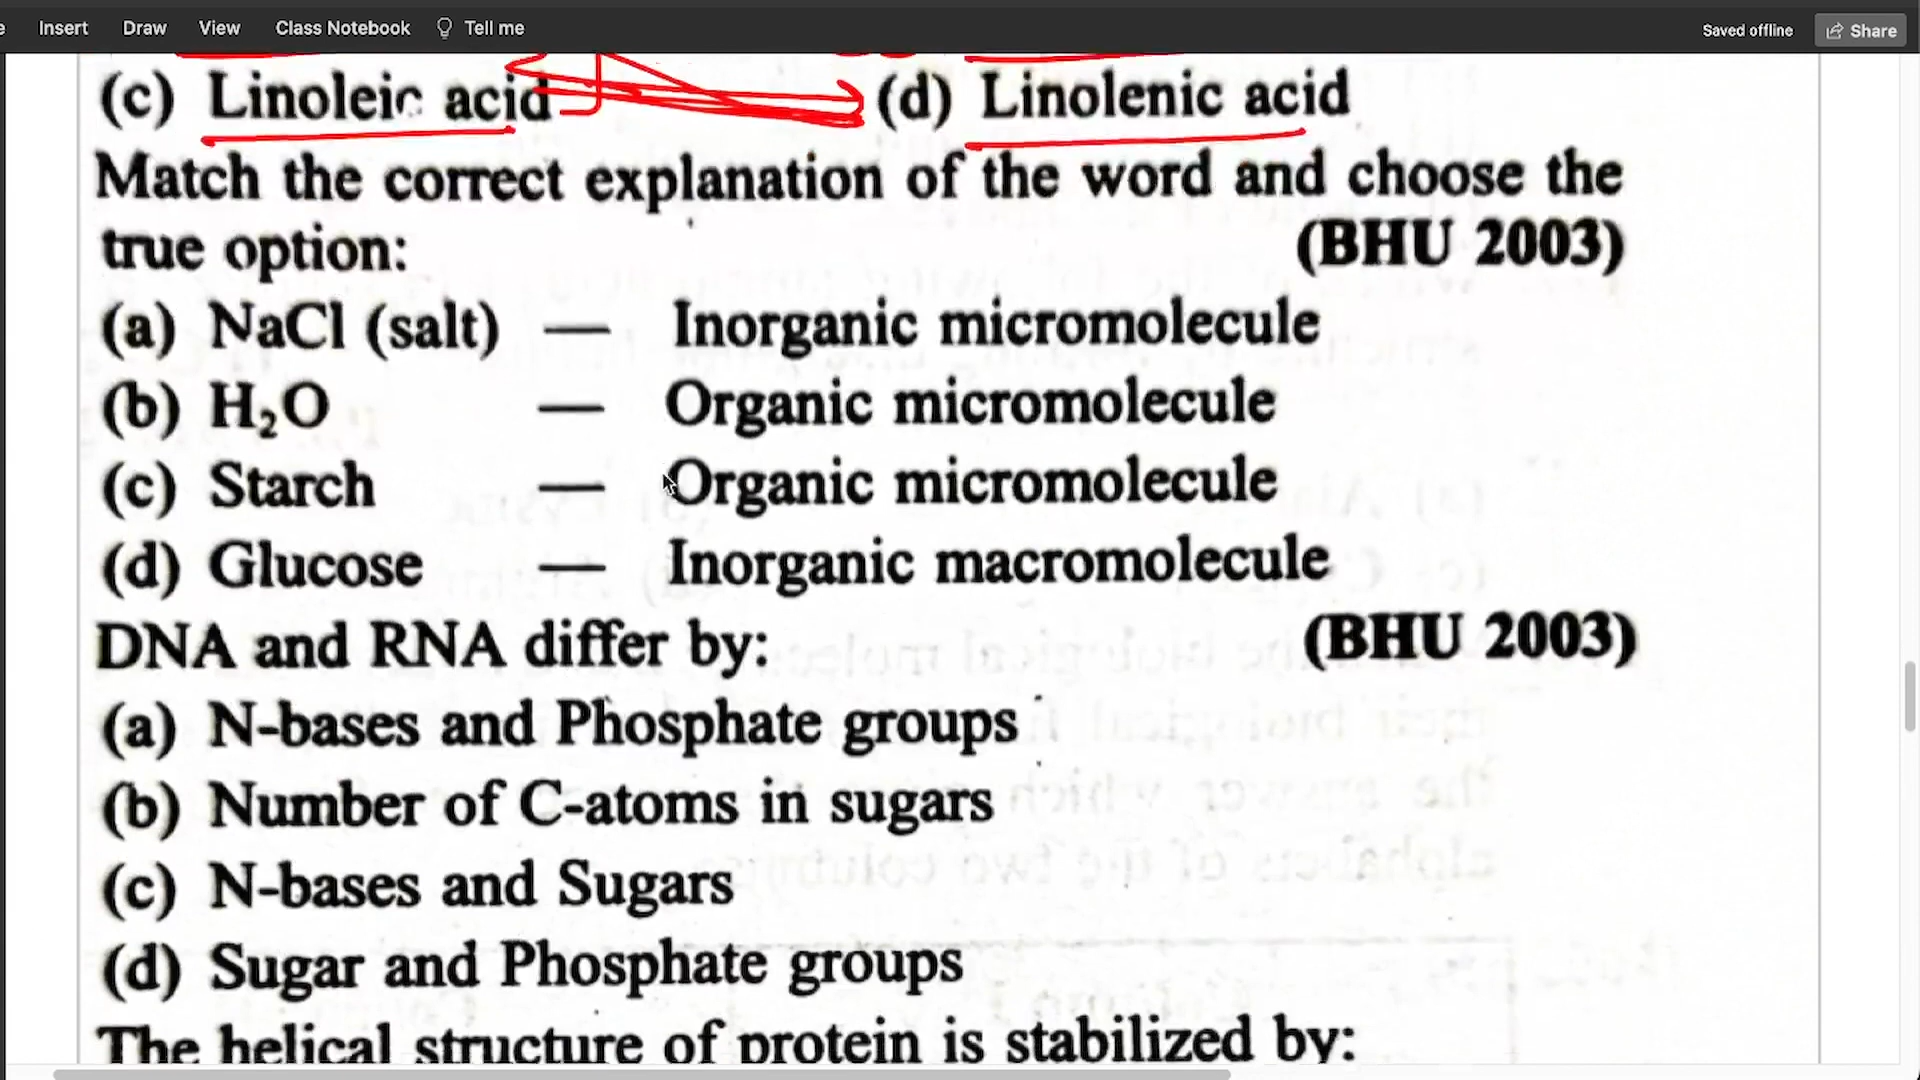 Insert Draw View Class Notebook Tell me Saved offline Share
(c) Linoleic acid (d) Linolenic acid
Match the correct explanation of the word and choose the
true option: (BHU 2003)
(a) NaCl (salt) — Inorganic micromolecule
(b) H₂O — Organic micromolecule
(c) Starch — Organic micromolecule
(d) Glucose — Inorganic macromolecule
DNA and RNA differ by: (BHU 2003)
(a) N-bases and Phosphate groups
(b) Number of C-atoms in sugars
(c) N-bases and Sugars
(d) Sugar and Phosphate groups
The helical structure of protein is stabilized by: